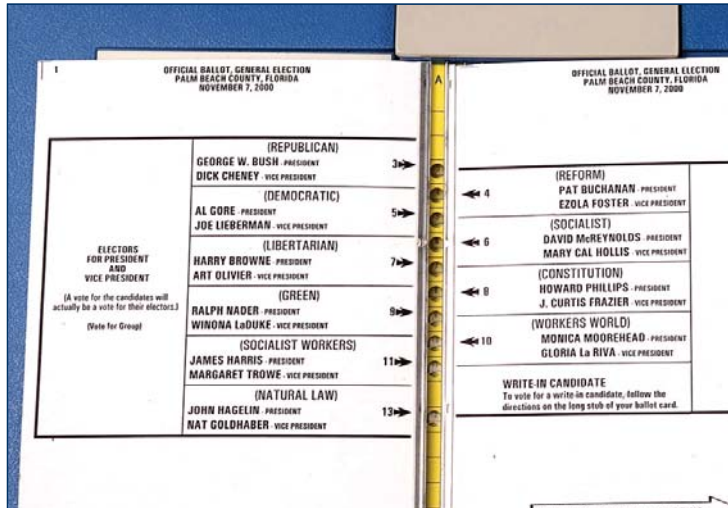 1
OFFICIAL BALLOT, GENERAL ELECTION
PALM BEACH COUNTY, FLORIDA
NOVEMBER 7, 2000
ELECTORS
FOR PRESIDENT
AND
VICE PRESIDENT
(A vote for the candidates will
actually be a vote for their electors.)
(Vote for Group)
(REPUBLICAN)
GEORGE W. BUSH - PRESIDENT 3
DICK CHENEY - VICE PRESIDENT
(DEMOCRATIC)
AL GORE - PRESIDENT 5
JOE LIEBERMAN - VICE PRESIDENT
(LIBERTARIAN)
HARRY BROWNE - PRESIDENT 7
ART OLIVIER - VICE PRESIDENT
(GREEN)
RALPH NADER - PRESIDENT 9
WINONA LaDUKE - VICE PRESIDENT
(SOCIALIST WORKERS)
JAMES HARRIS - PRESIDENT 11
MARGARET TROWE - VICE PRESIDENT
(NATURAL LAW)
JOHN HAGELIN - PRESIDENT 13
NAT GOLDHABER - VICE PRESIDENT
A
OFFICIAL BALLOT, GENERAL ELECTION
PALM BEACH COUNTY, FLORIDA
NOVEMBER 7, 2000
(REFORM)
4 PAT BUCHANAN - PRESIDENT
EZOLA FOSTER - VICE PRESIDENT
(SOCIALIST)
6 DAVID McREYNOLDS - PRESIDENT
MARY CAL HOLLIS - VICE PRESIDENT
(CONSTITUTION)
8 HOWARD PHILLIPS - PRESIDENT
J. CURTIS FRAZIER - VICE PRESIDENT
(WORKERS WORLD)
10 MONICA MOOREHEAD - PRESIDENT
GLORIA La RIVA - VICE PRESIDENT
WRITE-IN CANDIDATE
To vote for a write-in candidate, follow the
directions on the long stub of your ballot card.